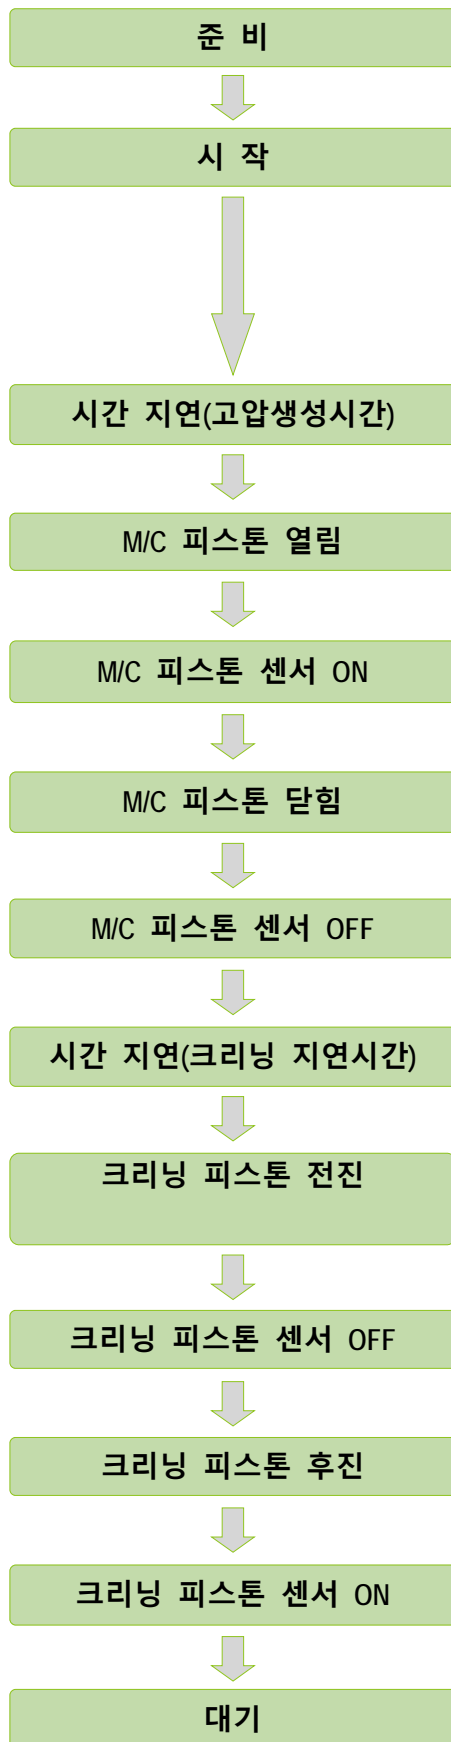 준 비
시 작
시간 지연(고압생성시간)
M/C 피스톤 열림
M/C 피스톤 센서 ON
M/C 피스톤 닫힘
M/C 피스톤 센서 OFF
시간 지연(크리닝 지연시간)
크리닝 피스톤 전진
크리닝 피스톤 센서 OFF
크리닝 피스톤 후진
크리닝 피스톤 센서 ON
대기